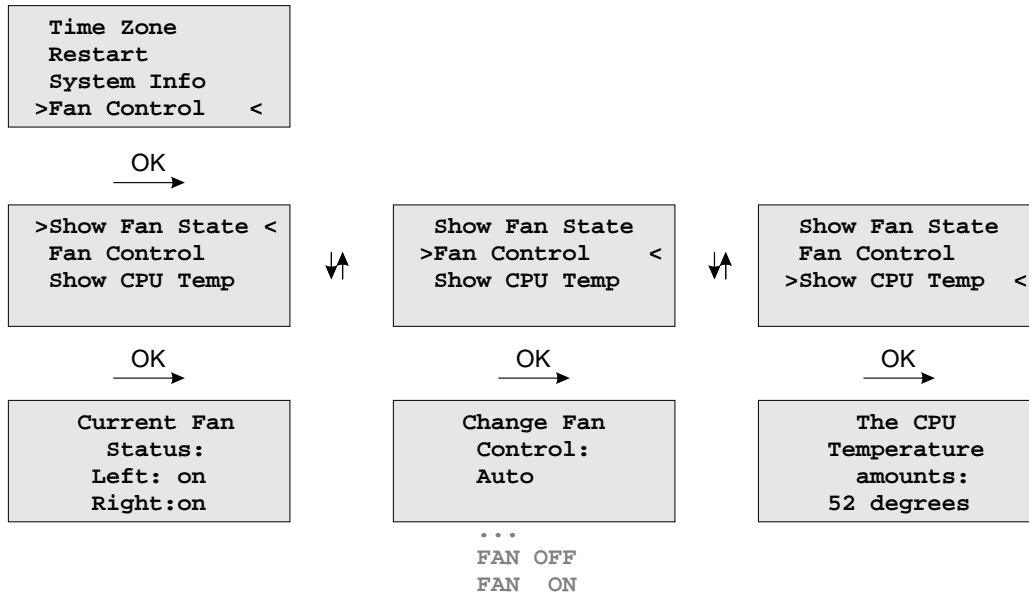 Time Zone
Restart
System Info
>Fan Control <
OK
>Show Fan State <
Fan Control
Show CPU Temp
Show Fan State
>Fan Control <
Show CPU Temp
Show Fan State
Fan Control
>Show CPU Temp <
OK
OK
OK
Current Fan
Status:
Left: on
Right:on
Change Fan
Control:
Auto
The CPU
Temperature
amounts:
52 degrees
...
FAN OFF
FAN ON